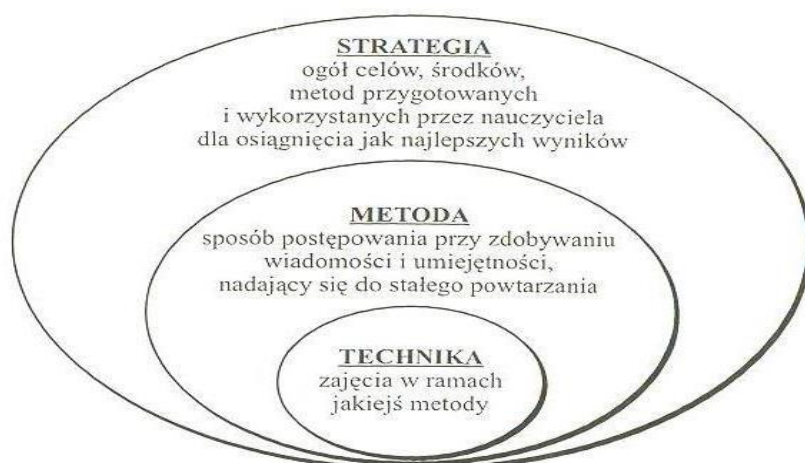 STRATEGIA
ogół celów, środków,
metod przygotowanych
i wykorzystanych przez nauczyciela
dla osiągnięcia jak najlepszych wyników
METODA
sposób postępowania przy zdobywaniu
wiadomości i umiejętności,
nadający się do stałego powtarzania
TECHNIKA
zajęcia w ramach
jakiejś metody